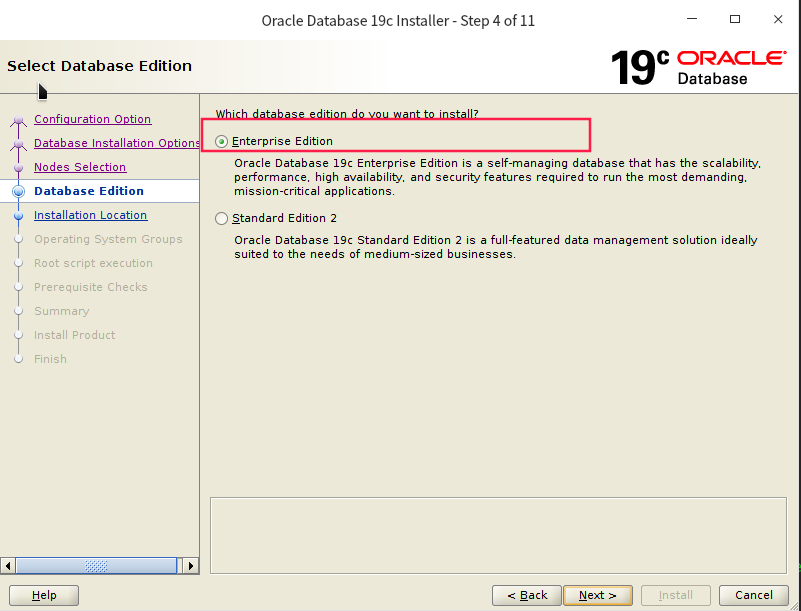 Oracle Database 19c Installer - Step 4 of 11
Select Database Edition
19c ORACLE
Database
Configuration Option
Database Installation Options
Nodes Selection
Database Edition
Installation Location
Operating System Groups
Root script execution
Prerequisite Checks
Summary
Install Product
Finish
Which database edition do you want to install?
Enterprise Edition
Oracle Database 19c Enterprise Edition is a self-managing database that has the scalability,
performance, high availability, and security features required to run the most demanding,
mission-critical applications.
Standard Edition 2
Oracle Database 19c Standard Edition 2 is a full-featured data management solution ideally
suited to the needs of medium-sized businesses.
Help
< Back
Next >
Install
Cancel